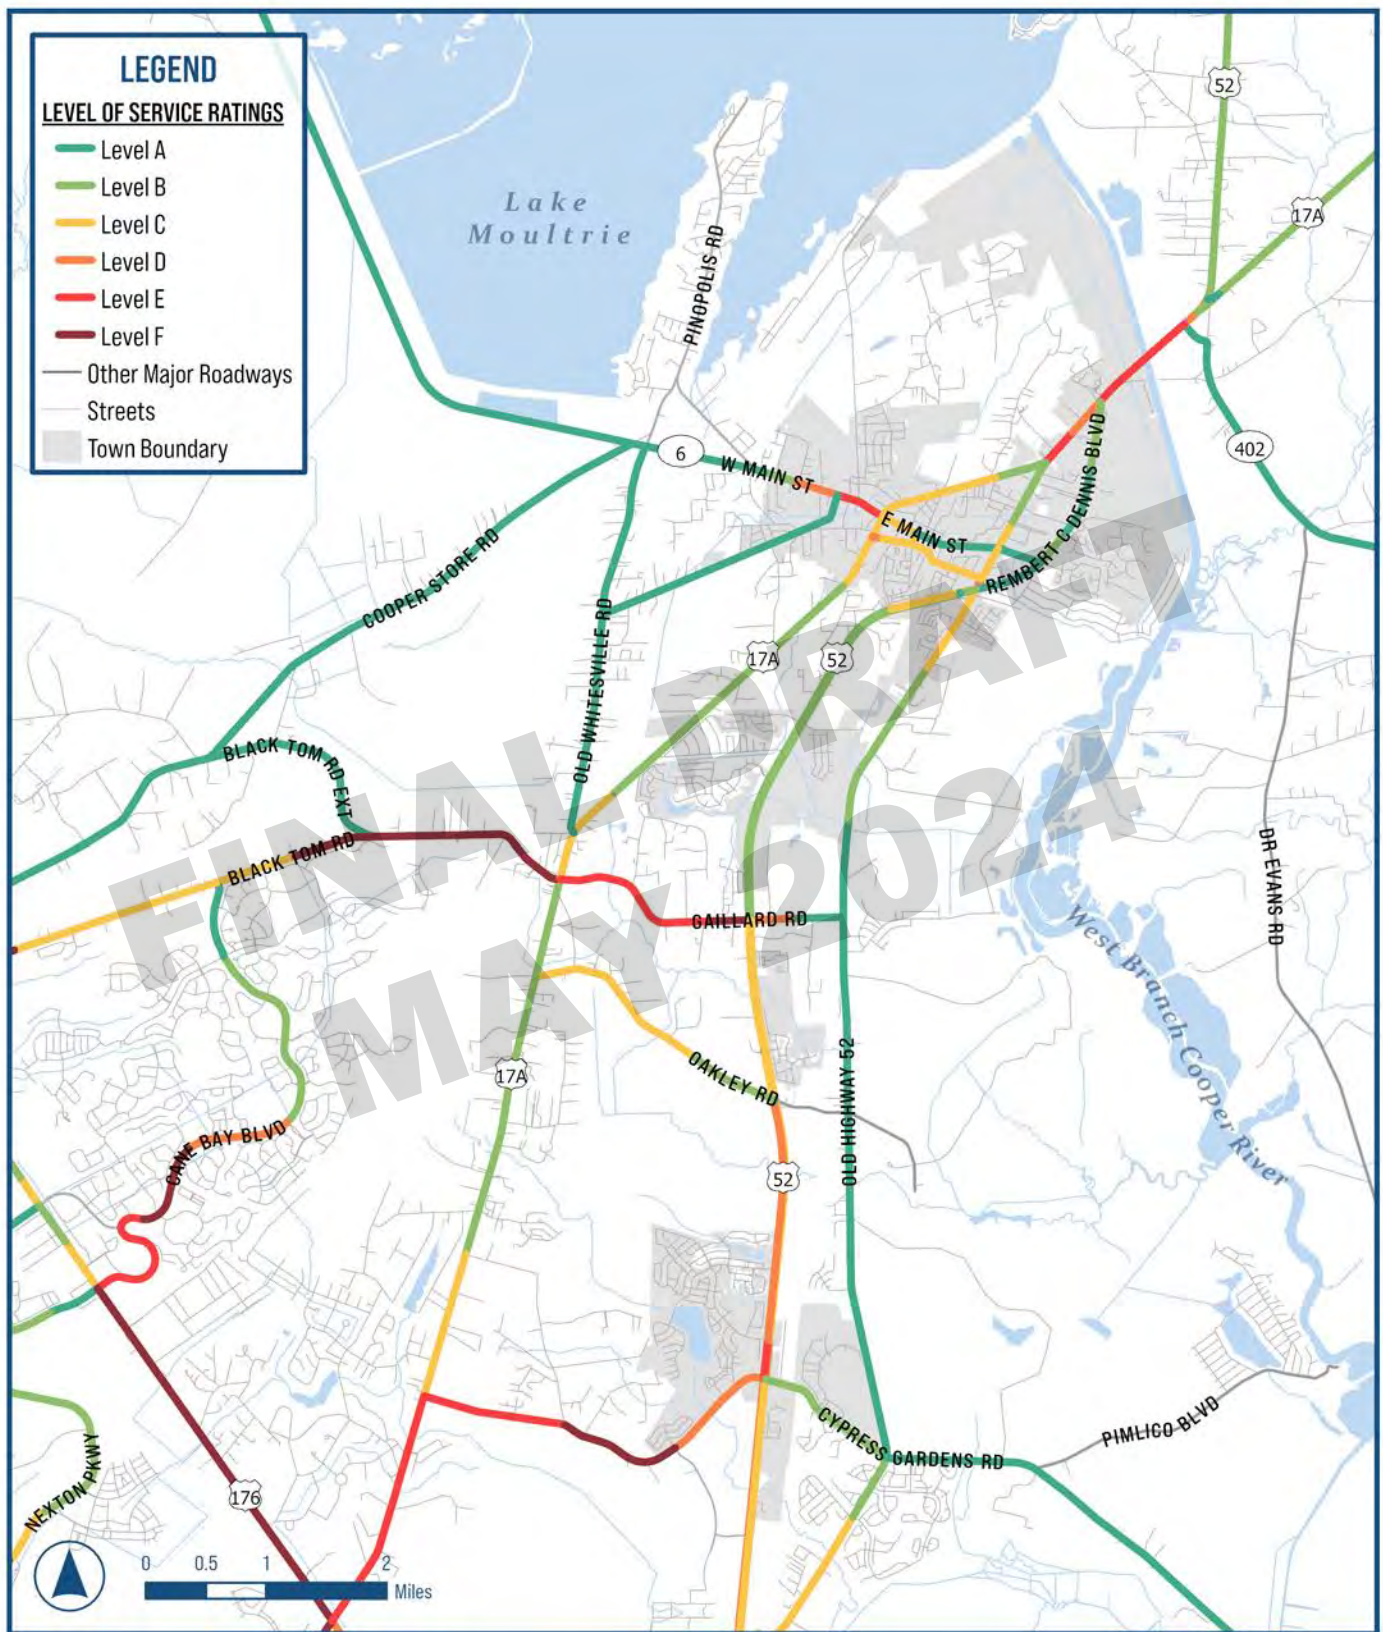 LEGEND
LEVEL OF SERVICE RATINGS
Level A
Level B
Level C
Level D
Level E
Level F
Other Major Roadways
Streets
Town Boundary
52
17A
Lake
Moultrie
PINOPOLIS RD
6
W MAIN ST
402
REMBERT C DENNIS BLVD
E MAIN ST
COOPER STORE RD
OLD WHITESVILLE RD
17A
52
BLACK TOM RD EXT
BLACK TOM RD
GAILLARD RD
DR EVANS RD
FINAL DRAFT
MAY 2024
West Branch Cooper River
17A
OAKLEY RD
OLD HIGHWAY 52
CANE BAY BLVD
52
CYPRESS GARDENS RD
PIMLICO BLVD
NEXTON PKWY
176
0 0.5 1 2
Miles